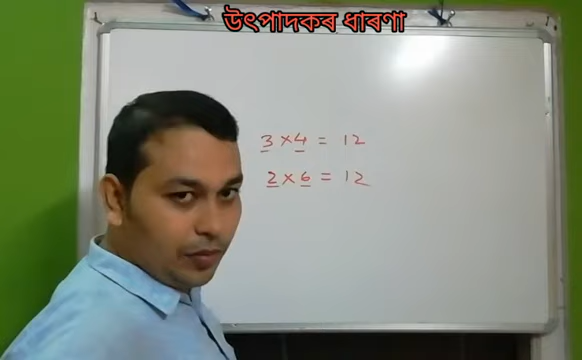 উৎপাদকৰ ধাৰণা
3 × 4 = 12
2 × 6 = 12